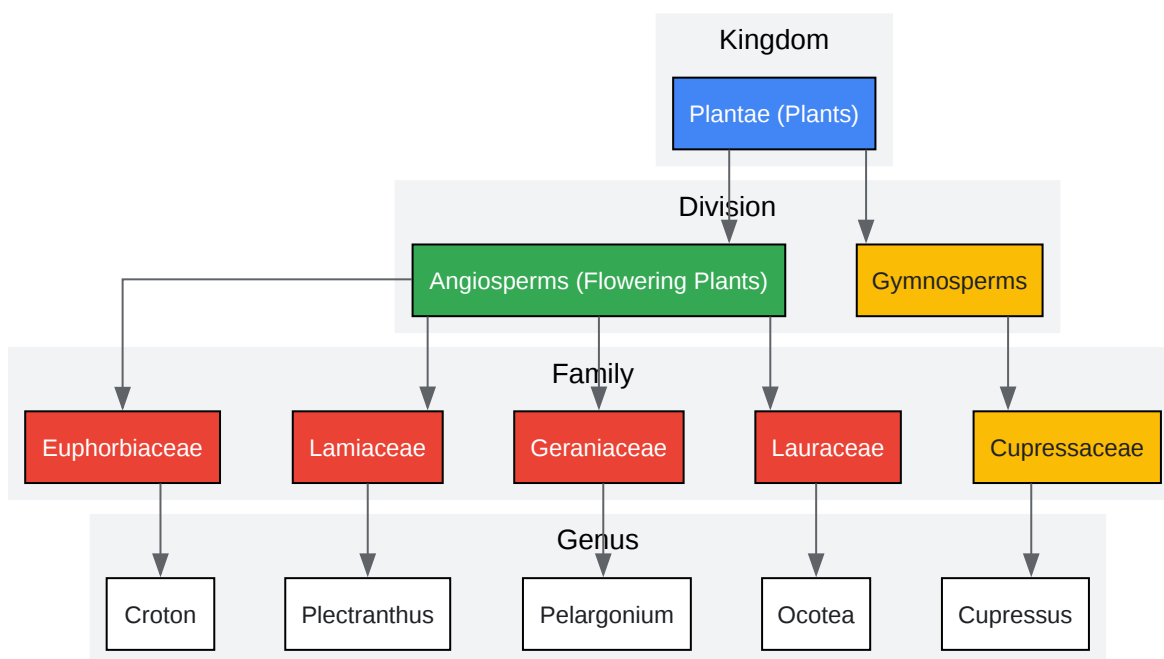 Kingdom
Plantae (Plants)
Division
Angiosperms (Flowering Plants)
Gymnosperms
Family
Euphorbiaceae
Lamiaceae
Geraniaceae
Lauraceae
Cupressaceae
Genus
Croton
Plectranthus
Pelargonium
Ocotea
Cupressus